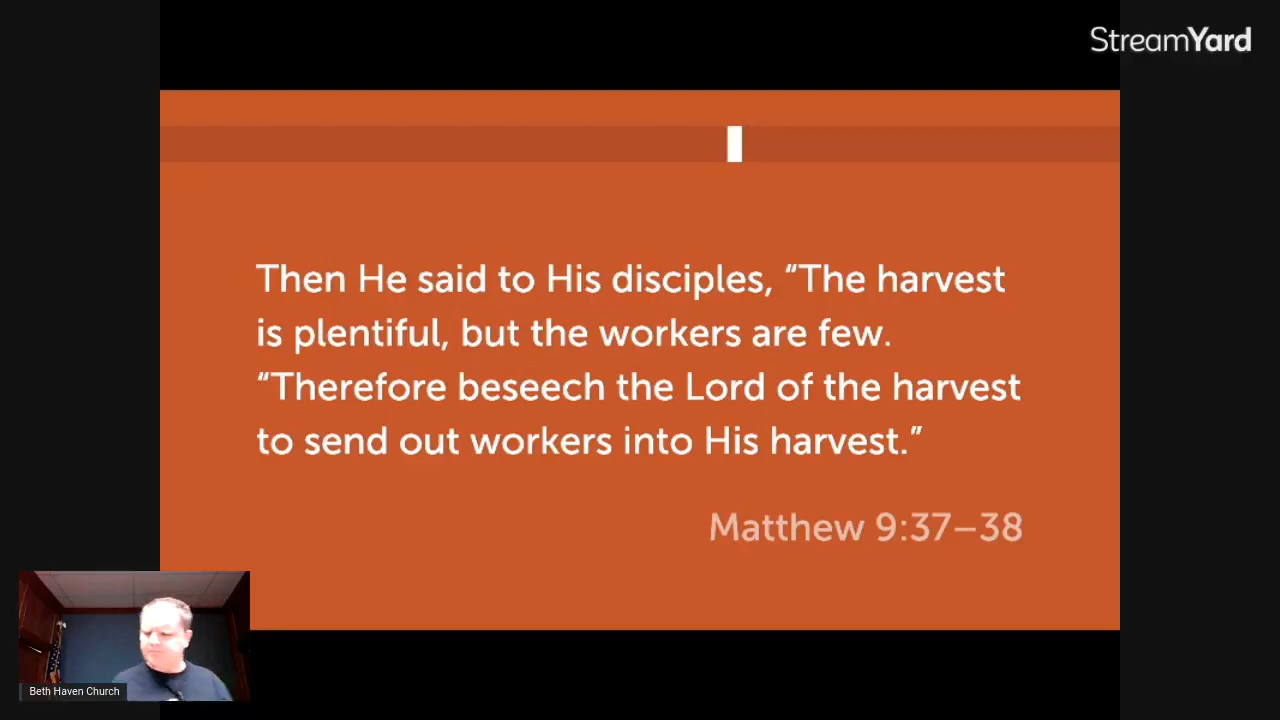 StreamYard
Then He said to His disciples, “The harvest
is plentiful, but the workers are few.
“Therefore beseech the Lord of the harvest
to send out workers into His harvest.”
Matthew 9:37–38
Beth Haven Church